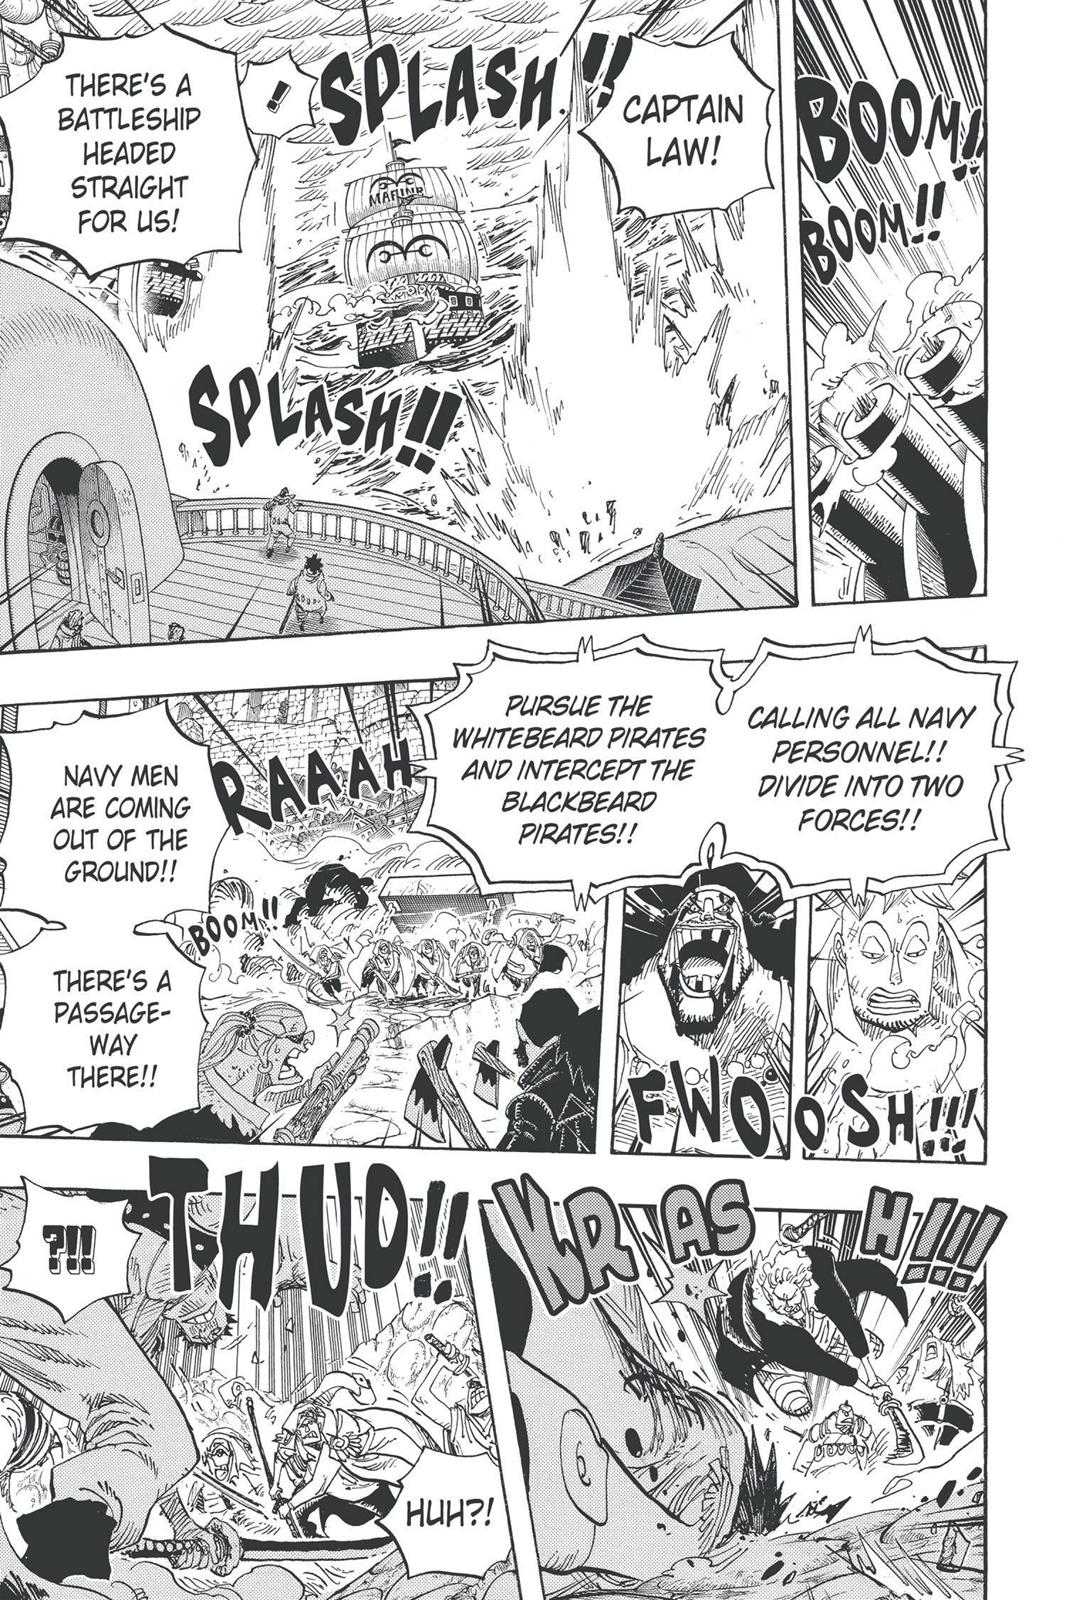 BOOM!!
BOOM!!
CAPTAIN
LAW!
SPLASH!!
!
THERE'S A
BATTLESHIP
HEADED
STRAIGHT
FOR US!
MARINE
SPLASH!!
CALLING ALL NAVY
PERSONNEL!!
DIVIDE INTO TWO
FORCES!!
PURSUE THE
WHITEBEARD PIRATES
AND INTERCEPT THE
BLACKBEARD
PIRATES!!
FWOOSH!!!
RAAAH
BOOM!!
NAVY MEN
ARE COMING
OUT OF THE
GROUND!!
THERE'S A
PASSAGE-
WAY
THERE!!
KRASH!!!
THUD!!
?!!
HUH?!